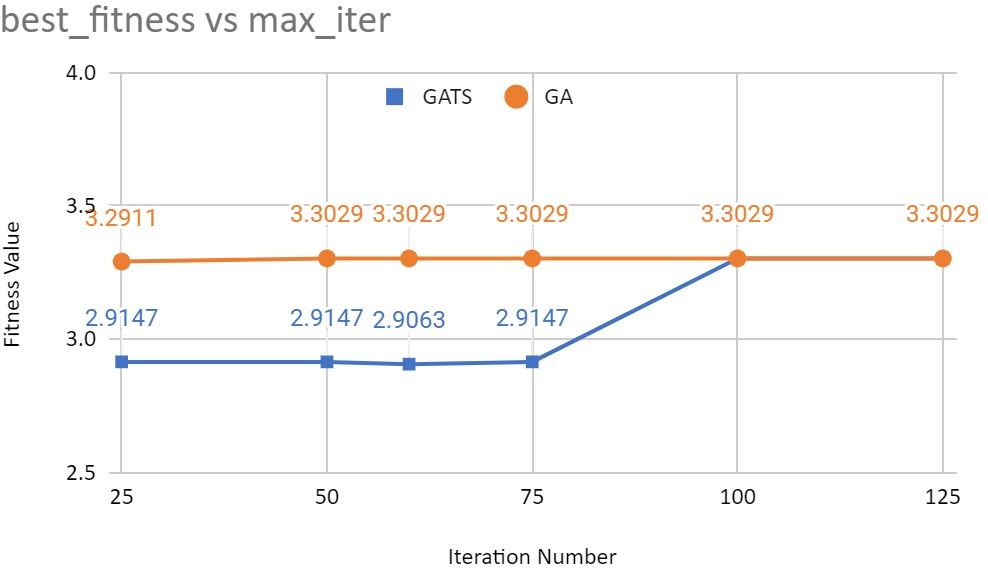 best_fitness vs max_iter
4.0
GATS GA
3.5
3.2911 3.3029 3.3029 3.3029 3.3029 3.3029
Fitness Value
2.9147 2.9147 2.9063 2.9147
3.0
2.5
25 50 75 100 125
Iteration Number